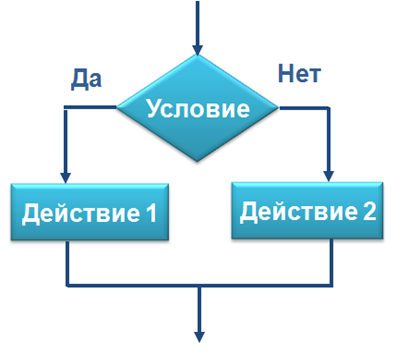 Да
Нет
Условие
Действие 1
Действие 2